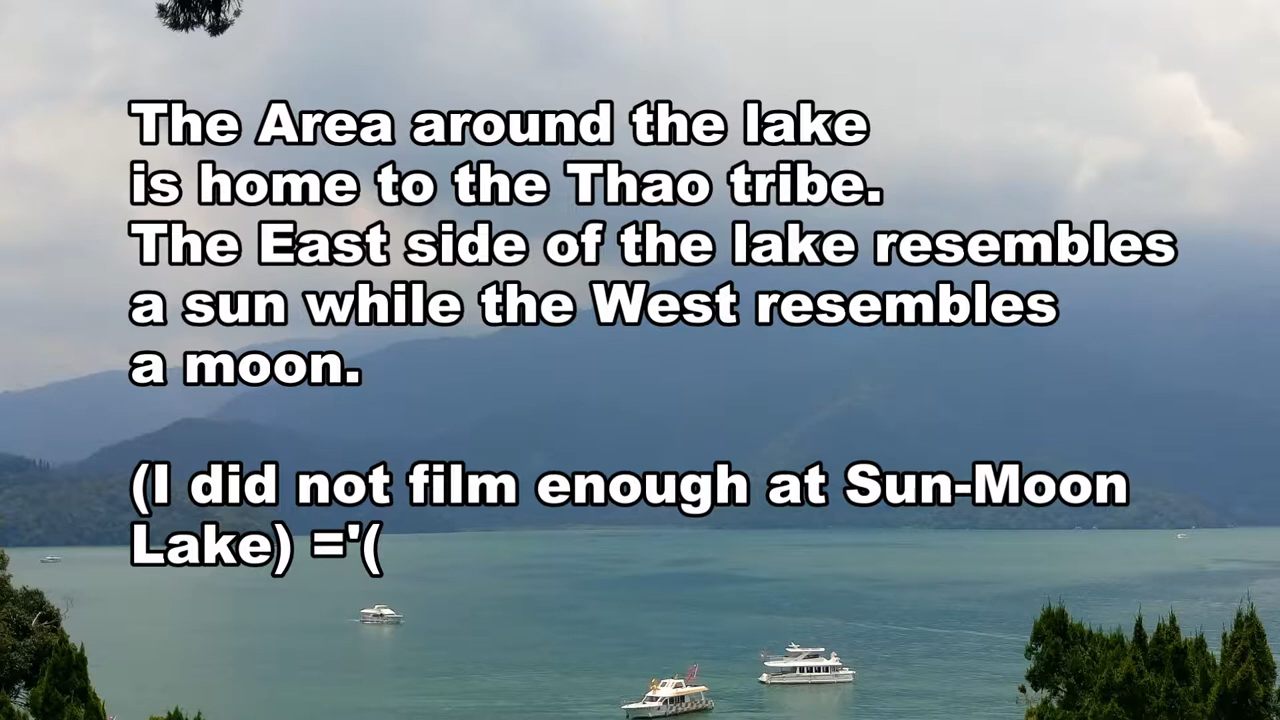 The Area around the lake
is home to the Thao tribe.
The East side of the lake resembles
a sun while the West resembles
a moon.
(I did not film enough at Sun-Moon
Lake) ='(